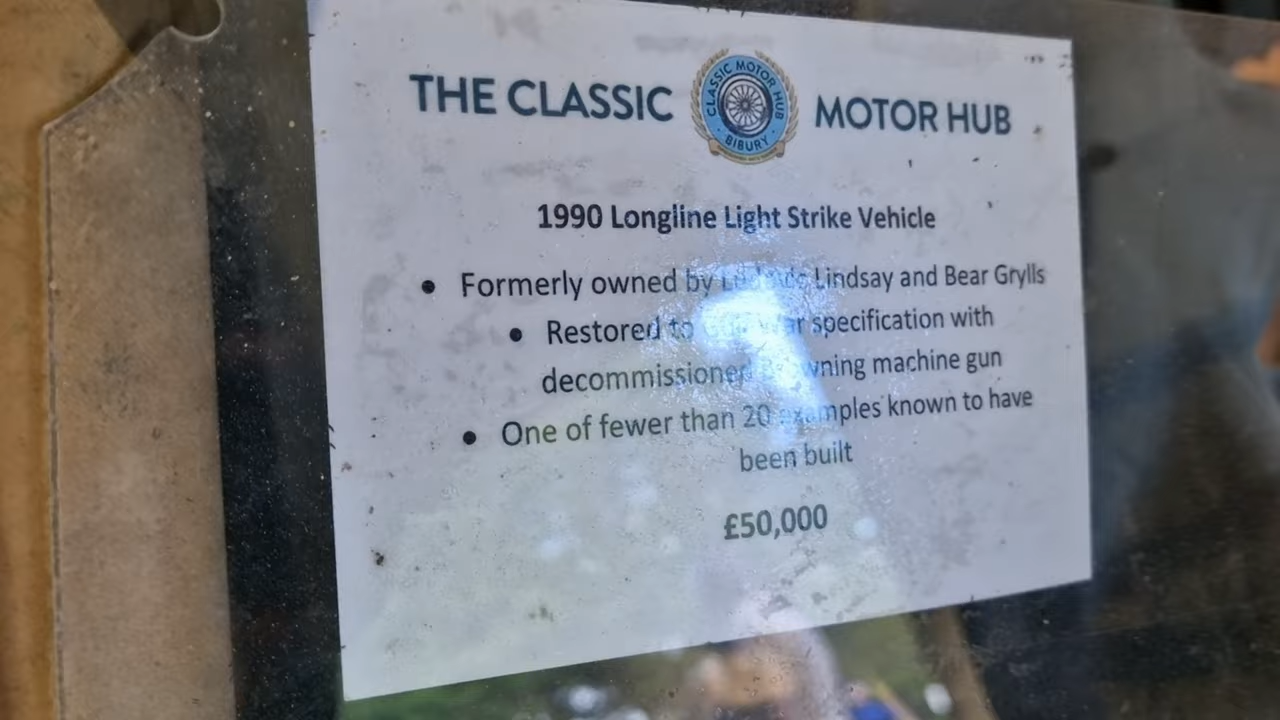 THE CLASSIC MOTOR HUB
CLASSIC MOTOR HUB
BIBURY
1990 Longline Light Strike Vehicle
• Formerly owned by Lindsay and Bear Grylls
• Restored to War specification with
decommissioned machine gun
• One of fewer than 20 examples known to have
been built
£50,000